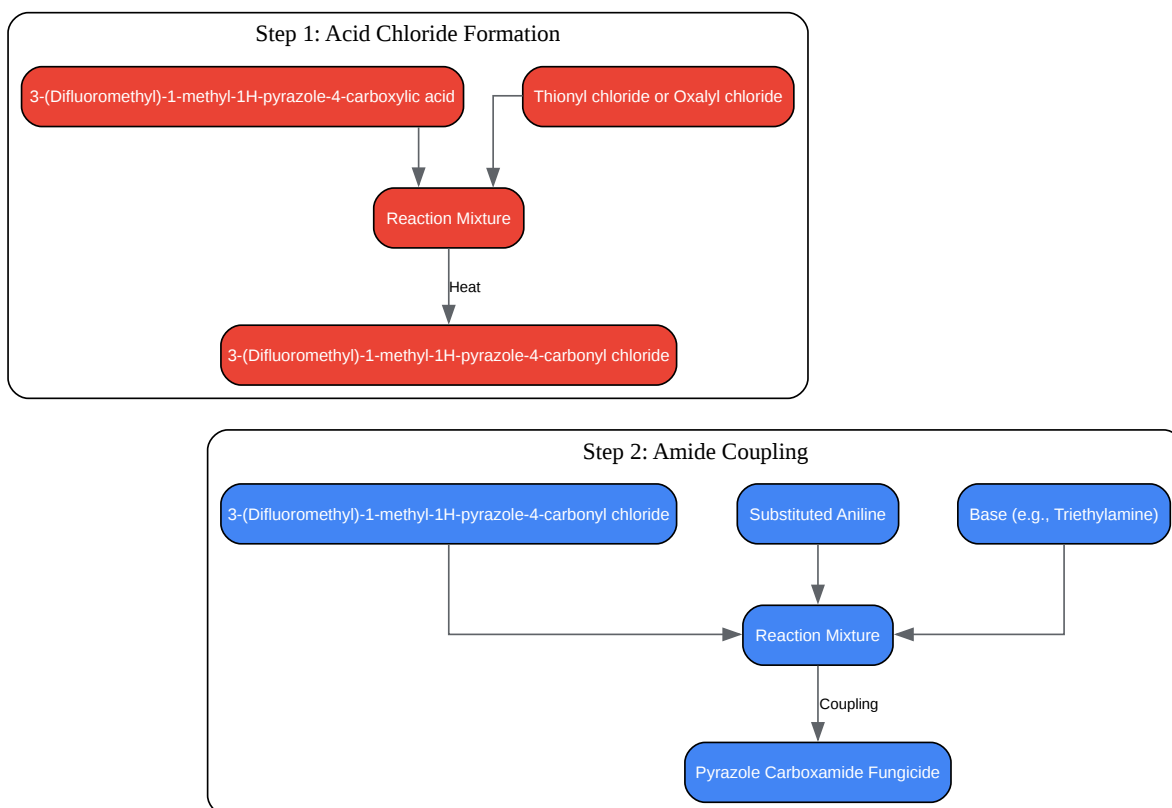 Step 1: Acid Chloride Formation
3-(Difluoromethyl)-1-methyl-1H-pyrazole-4-carboxylic acid
Thionyl chloride or Oxalyl chloride
Reaction Mixture
Heat
3-(Difluoromethyl)-1-methyl-1H-pyrazole-4-carbonyl chloride
Step 2: Amide Coupling
3-(Difluoromethyl)-1-methyl-1H-pyrazole-4-carbonyl chloride
Substituted Aniline
Base (e.g., Triethylamine)
Reaction Mixture
Coupling
Pyrazole Carboxamide Fungicide